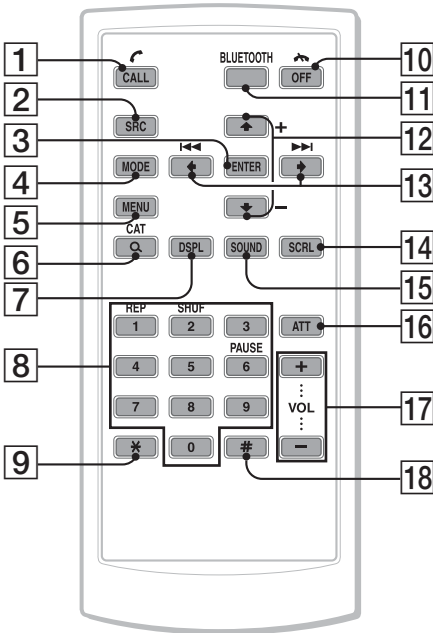 1 CALL BLUETOOTH OFF 10
11
2 SRC + 12
3 ENTER
4 MODE 13
5 MENU −
CAT
6 DSPL SOUND SCRL 14
7 15
REP SHUF
1 2 3 ATT 16
8 PAUSE
4 5 6 +
VOL 17
7 8 9
9 * 0 # − 18